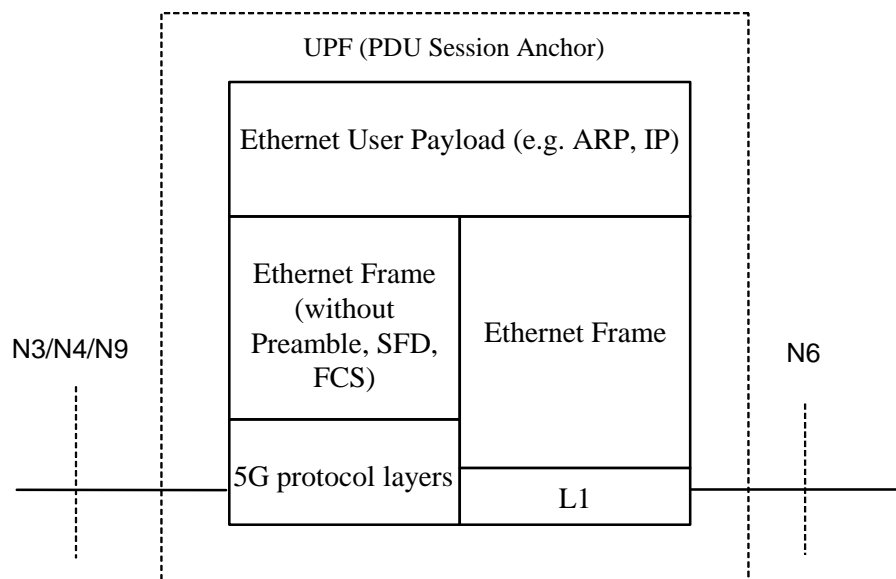 UPF (PDU Session Anchor)
Ethernet User Payload (e.g. ARP, IP)
Ethernet Frame
(without
Preamble, SFD,
FCS)
Ethernet Frame
N3/N4/N9
N6
5G protocol layers
L1